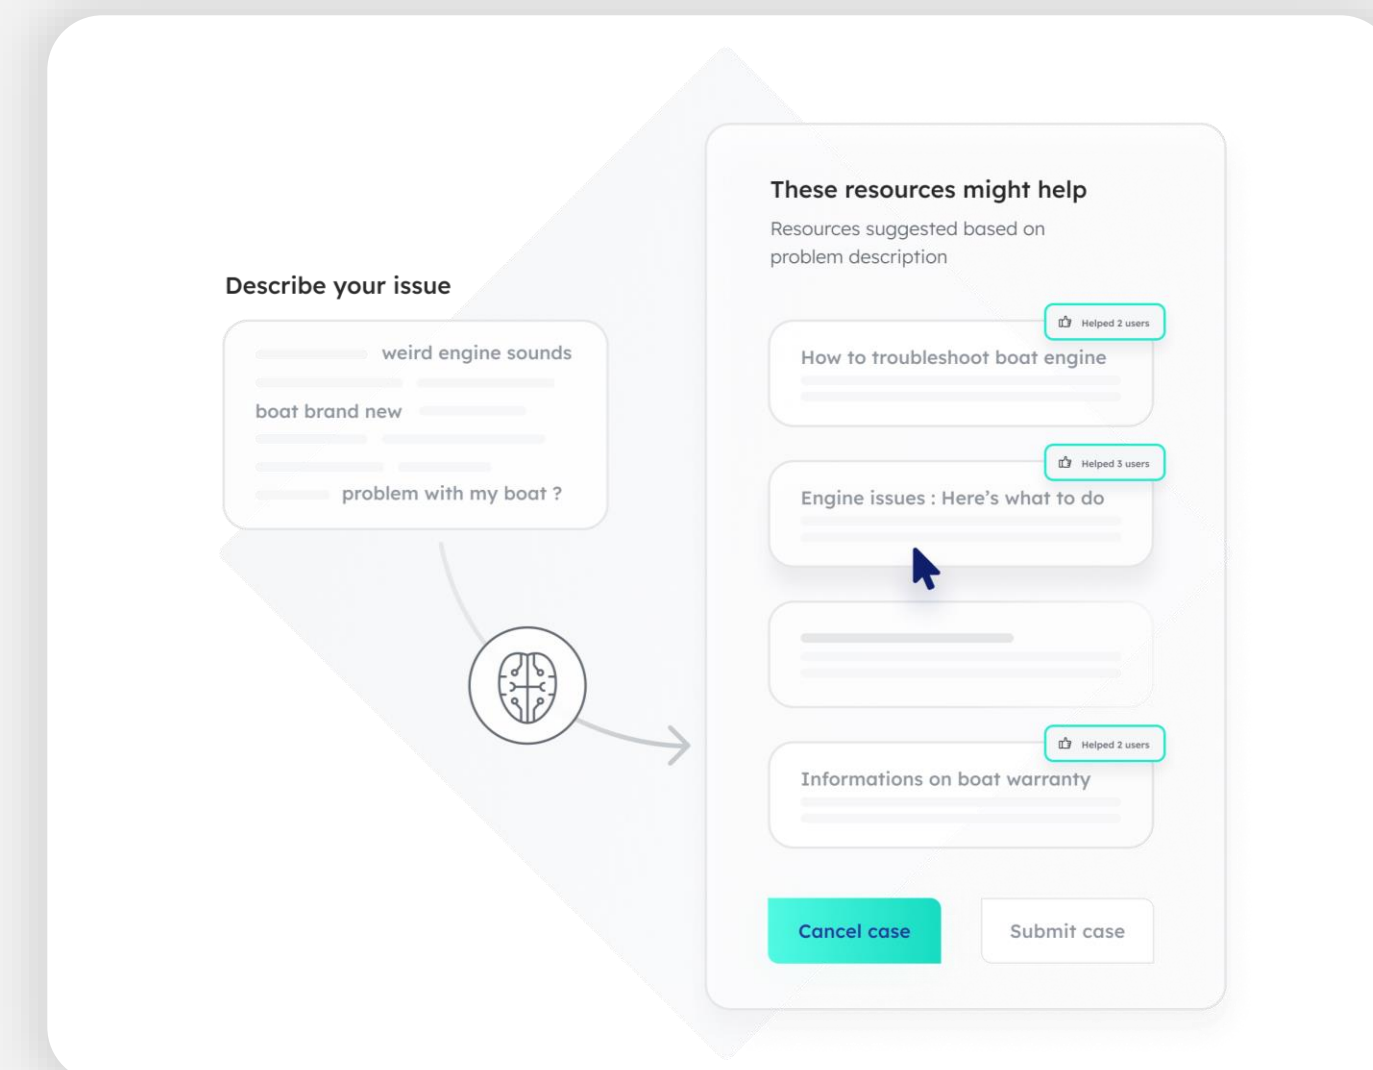 Describe your issue
weird engine sounds
boat brand new
problem with my boat ?
These resources might help
Resources suggested based on
problem description
Helped 2 users
How to troubleshoot boat engine
Helped 3 users
Engine issues : Here’s what to do
Helped 2 users
Informations on boat warranty
Cancel case
Submit case